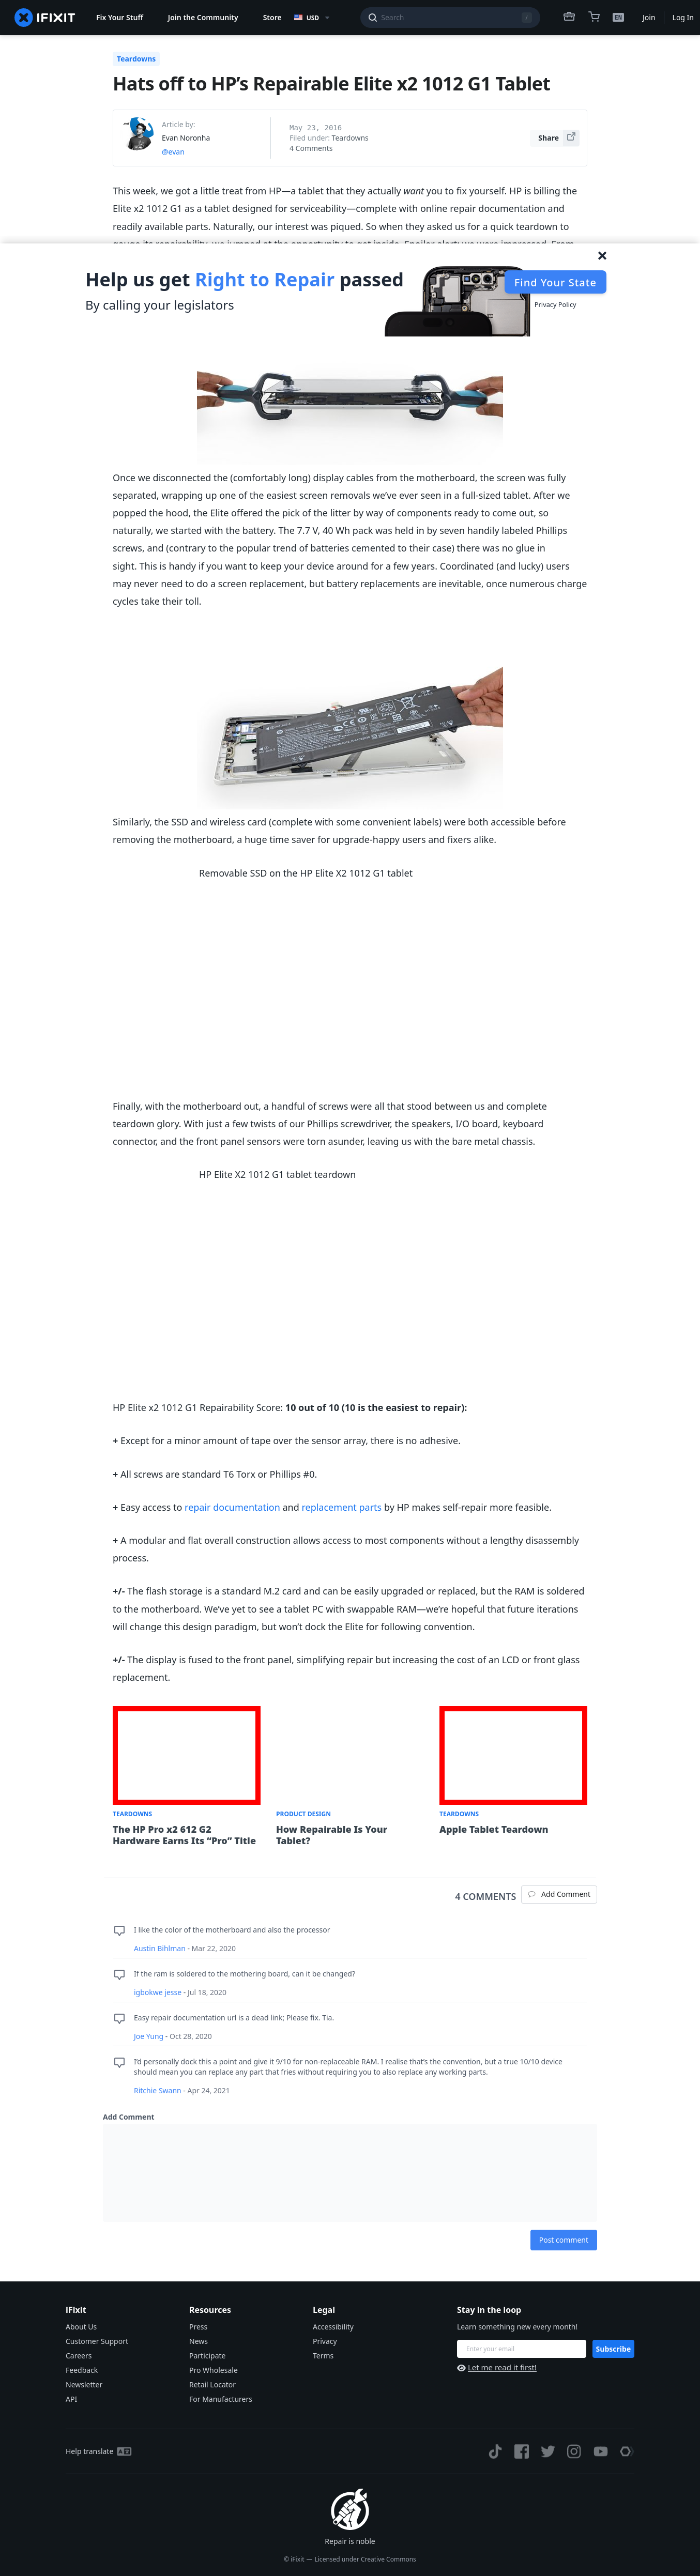 IFIXIT
Fix Your Stuff
Join the Community
Store
USD
Search
/
EN
Join
Log In
Teardowns
Hats off to HP’s Repairable Elite x2 1012 G1 Tablet
Article by:
Evan Noronha
@evan
May 23, 2016
Filed under: Teardowns
4 Comments
Share
This week, we got a little treat from HP—a tablet that they actually want you to fix yourself. HP is billing the
Elite x2 1012 G1 as a tablet designed for serviceability—complete with online repair documentation and
readily available parts. Naturally, our interest was piqued. So when they asked us for a quick teardown to
Help us get Right to Repair passed
By calling your legislators
Find Your State
Privacy Policy
Once we disconnected the (comfortably long) display cables from the motherboard, the screen was fully
separated, wrapping up one of the easiest screen removals we’ve ever seen in a full-sized tablet. After we
popped the hood, the Elite offered the pick of the litter by way of components ready to come out, so
naturally, we started with the battery. The 7.7 V, 40 Wh pack was held in by seven handily labeled Phillips
screws, and (contrary to the popular trend of batteries cemented to their case) there was no glue in
sight. This is handy if you want to keep your device around for a few years. Coordinated (and lucky) users
may never need to do a screen replacement, but battery replacements are inevitable, once numerous charge
cycles take their toll.
Similarly, the SSD and wireless card (complete with some convenient labels) were both accessible before
removing the motherboard, a huge time saver for upgrade-happy users and fixers alike.
Removable SSD on the HP Elite X2 1012 G1 tablet
Finally, with the motherboard out, a handful of screws were all that stood between us and complete
teardown glory. With just a few twists of our Phillips screwdriver, the speakers, I/O board, keyboard
connector, and the front panel sensors were torn asunder, leaving us with the bare metal chassis.
HP Elite X2 1012 G1 tablet teardown
HP Elite x2 1012 G1 Repairability Score: 10 out of 10 (10 is the easiest to repair):
+ Except for a minor amount of tape over the sensor array, there is no adhesive.
+ All screws are standard T6 Torx or Phillips #0.
+ Easy access to repair documentation and replacement parts by HP makes self-repair more feasible.
+ A modular and flat overall construction allows access to most components without a lengthy disassembly
process.
+/- The flash storage is a standard M.2 card and can be easily upgraded or replaced, but the RAM is soldered
to the motherboard. We’ve yet to see a tablet PC with swappable RAM—we’re hopeful that future iterations
will change this design paradigm, but won’t dock the Elite for following convention.
+/- The display is fused to the front panel, simplifying repair but increasing the cost of an LCD or front glass
replacement.
TEARDOWNS
The HP Pro x2 612 G2
Hardware Earns Its “Pro” Title
PRODUCT DESIGN
How Repairable Is Your
Tablet?
TEARDOWNS
Apple Tablet Teardown
4 COMMENTS
Add Comment
I like the color of the motherboard and also the processor
Austin Bihlman - Mar 22, 2020
If the ram is soldered to the mothering board, can it be changed?
igbokwe jesse - Jul 18, 2020
Easy repair documentation url is a dead link; Please fix. Tia.
Joe Yung - Oct 28, 2020
I’d personally dock this a point and give it 9/10 for non-replaceable RAM. I realise that’s the convention, but a true 10/10 device
should mean you can replace any part that fries without requiring you to also replace any working parts.
Ritchie Swann - Apr 24, 2021
Add Comment
Post comment
iFixit
About Us
Customer Support
Careers
Feedback
Newsletter
API
Resources
Press
News
Participate
Pro Wholesale
Retail Locator
For Manufacturers
Legal
Accessibility
Privacy
Terms
Stay in the loop
Learn something new every month!
Enter your email
Subscribe
Let me read it first!
Help translate
Repair is noble
© iFixit — Licensed under Creative Commons